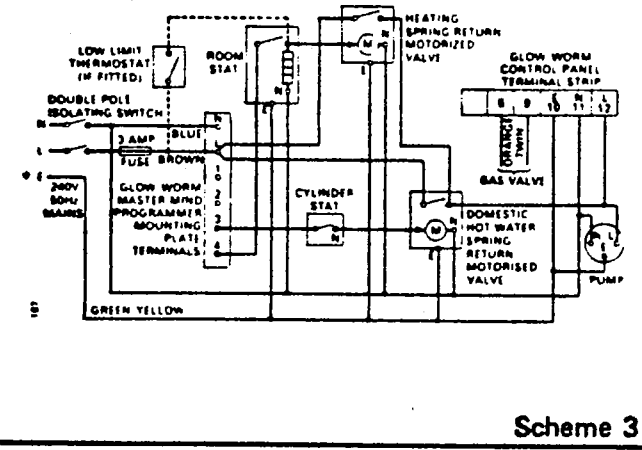 HEATING
SPRING RETURN
MOTORIZED
VALVE
M
N
E
LOW LIMIT
THERMOSTAT
(IF FITTED)
ROOM
STAT
N
E
GLOW WORM
CONTROL PANEL
TERMINAL STRIP
8 9 E 10 N 11 L 12
ORANGE
TWIN
GAS VALVE
DOUBLE POLE
ISOLATING SWITCH
N
BLUE
N
L
3 AMP
FUSE
BROWN
L
E
240V
50Hz
MAINS
GLOW WORM
MASTER MIND
PROGRAMMER
MOUNTING
PLATE
TERMINALS
1
2
3
4
CYLINDER
STAT
N
M
N
E
DOMESTIC
HOT WATER
SPRING
RETURN
MOTORISED
VALVE
N
L
E
PUMP
GREEN YELLOW
Scheme 3